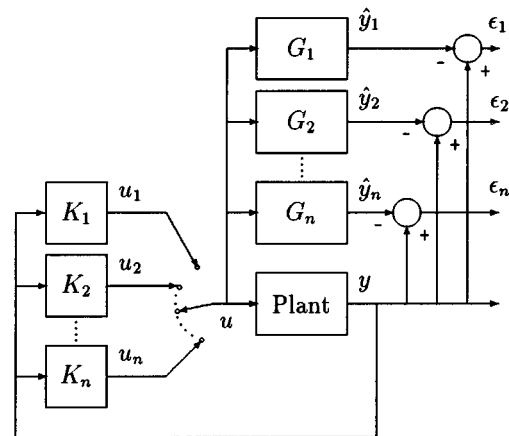 G₁ ŷ₁ - + ϵ₁
G₂ ŷ₂ - + ϵ₂
Gₙ ŷₙ - + ϵₙ
K₁ u₁
K₂ u₂
Kₙ uₙ
u Plant y